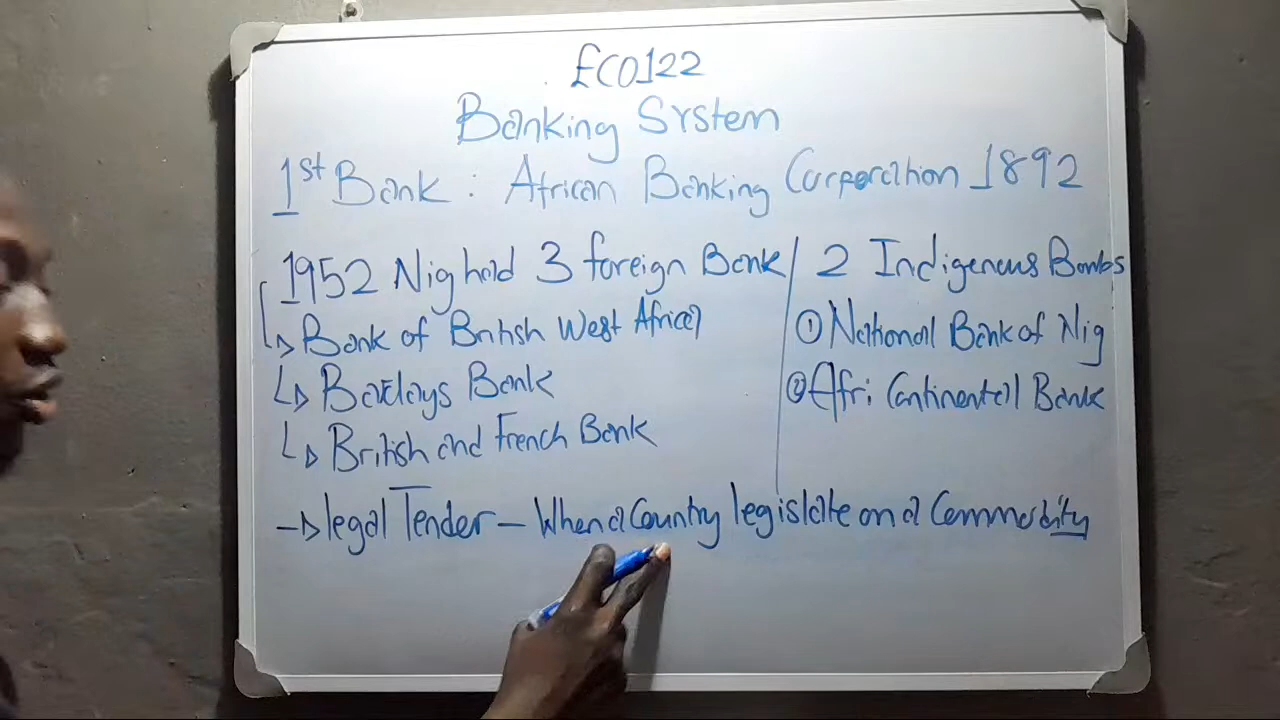 ECO122
Banking System
1st Bank : African Banking Corporation 1892
1952 Nig had 3 foreign Bank / 2 Indigenous Banks
Bank of British West Africa
① National Bank of Nig
Barclays Bank
② Afri Continental Bank
British and French Bank
legal Tender – When a Country legislate on a Commodity